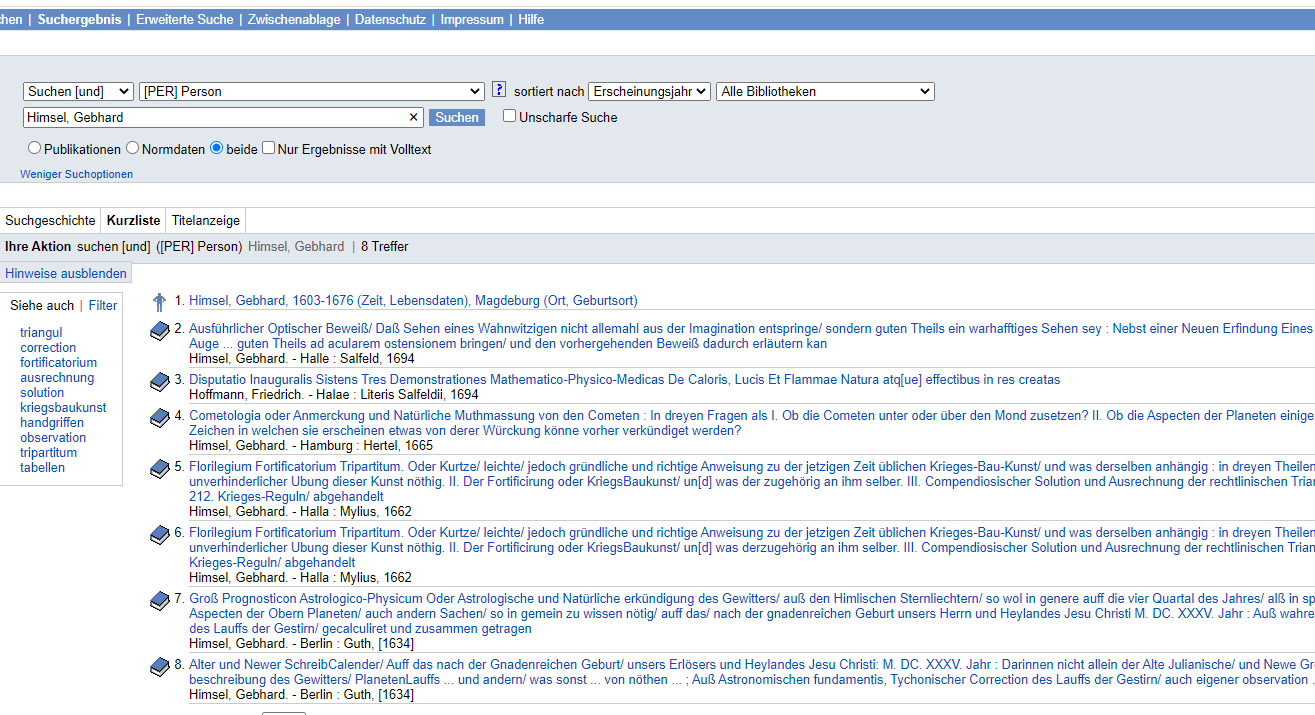 chen | Suchergebnis | Erweiterte Suche | Zwischenablage | Datenschutz | Impressum | Hilfe
Suchen [und] [PER] Person ? sortiert nach Erscheinungsjahr Alle Bibliotheken
Himsel, Gebhard × Suchen Unscharfe Suche
Publikationen Normdaten beide Nur Ergebnisse mit Volltext
Weniger Suchoptionen
Suchgeschichte Kurzliste Titelanzeige
Ihre Aktion suchen [und] ([PER] Person) Himsel, Gebhard | 8 Treffer
Hinweise ausblenden
Siehe auch | Filter
triangul
correction
fortificatorium
ausrechnung
solution
kriegsbaukunst
handgriffen
observation
tripartitum
tabellen
1. Himsel, Gebhard, 1603-1676 (Zeit, Lebensdaten), Magdeburg (Ort, Geburtsort)
2. Ausführlicher Optischer Beweiß/ Daß Sehen eines Wahnwitzigen nicht allemahl aus der Imagination entspringe/ sondern guten Theils ein warhafftiges Sehen sey : Nebst einer Neuen Erfindung Eines
Auge ... guten Theils ad acularem ostensionem bringen/ und den vorhergehenden Beweiß dadurch erläutern kan
Himsel, Gebhard. - Halle : Salfeld, 1694
3. Disputatio Inauguralis Sistens Tres Demonstrationes Mathematico-Physico-Medicas De Caloris, Lucis Et Flammae Natura atq[ue] effectibus in res creatas
Hoffmann, Friedrich. - Halae : Literis Salfeldii, 1694
4. Cometologia oder Anmerckung und Natürliche Muthmassung von den Cometen : In dreyen Fragen als I. Ob die Cometen unter oder über den Mond zusetzen? II. Ob die Aspecten der Planeten einige
Zeichen in welchen sie erscheinen etwas von derer Würckung könne vorher verkündiget werden?
Himsel, Gebhard. - Hamburg : Hertel, 1665
5. Florilegium Fortificatorium Tripartitum. Oder Kurtze/ leichte/ jedoch gründliche und richtige Anweisung zu der jetzigen Zeit üblichen Krieges-Bau-Kunst/ und was derselben anhängig : in dreyen Theilen
unverhinderlicher Ubung dieser Kunst nöthig. II. Der Fortificirung oder KriegsBaukunst/ un[d] was der zugehörig an ihm selber. III. Compendiosischer Solution und Ausrechnung der rechtlinischen Trian
212. Krieges-Reguln/ abgehandelt
Himsel, Gebhard. - Halla : Mylius, 1662
6. Florilegium Fortificatorium Tripartitum. Oder Kurtze/ leichte/ jedoch gründliche und richtige Anweisung zu der jetzigen Zeit üblichen Krieges-Bau-Kunst/ und was derselben anhängig : in dreyen Theilen
unverhinderlicher Ubung dieser Kunst nöthig. II. Der Fortificirung oder KriegsBaukunst/ un[d] was derzugehörig an ihm selber. III. Compendiosischer Solution und Ausrechnung der rechtlinischen Trian
Krieges-Reguln/ abgehandelt
Himsel, Gebhard. - Halla : Mylius, 1662
7. Groß Prognosticon Astrologico-Physicum Oder Astrologische und Natürliche erkündigung des Gewitters/ auß den Himlischen Sternliechtern/ so wol in genere auff die vier Quartal des Jahres/ alß in sp
Aspecten der Obern Planeten/ auch andern Sachen/ so in gemein zu wissen nötig/ auff das/ nach der gnadenreichen Geburt unsers Herrn und Heylandes Jesu Christi M. DC. XXXV. Jahr : Auß wahre
des Lauffs der Gestirn/ gecalculiret und zusammen getragen
Himsel, Gebhard. - Berlin : Guth, [1634]
8. Alter und Newer SchreibCalender/ Auff das nach der Gnadenreichen Geburt/ unsers Erlösers und Heylandes Jesu Christi: M. DC. XXXV. Jahr : Darinnen nicht allein der Alte Julianische/ und Newe Gr
beschreibung des Gewitters/ PlanetenLauffs ... und andern/ was sonst ... von nöthen ... ; Auß Astronomischen fundamentis, Tychonischer Correction des Lauffs der Gestirn/ auch eigener observation .
Himsel, Gebhard. - Berlin : Guth, [1634]